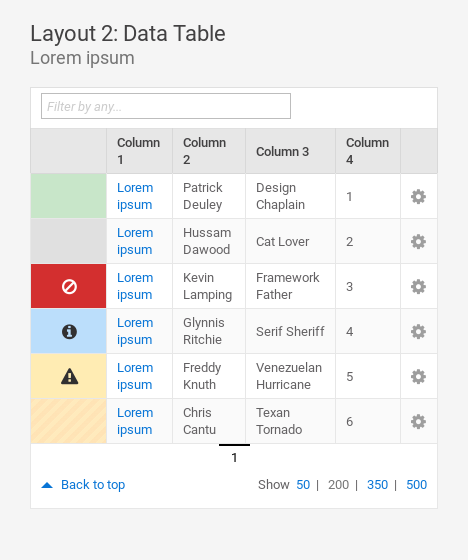 Layout 2: Data Table
Lorem ipsum
Filter by any...
Column 1 Column 2 Column 3 Column 4
Lorem ipsum Patrick Deuley Design Chaplain 1
Lorem ipsum Hussam Dawood Cat Lover 2
Lorem ipsum Kevin Lamping Framework Father 3
Lorem ipsum Glynnis Ritchie Serif Sheriff 4
Lorem ipsum Freddy Knuth Venezuelan Hurricane 5
Lorem ipsum Chris Cantu Texan Tornado 6
1
Back to top Show 50 | 200 | 350 | 500